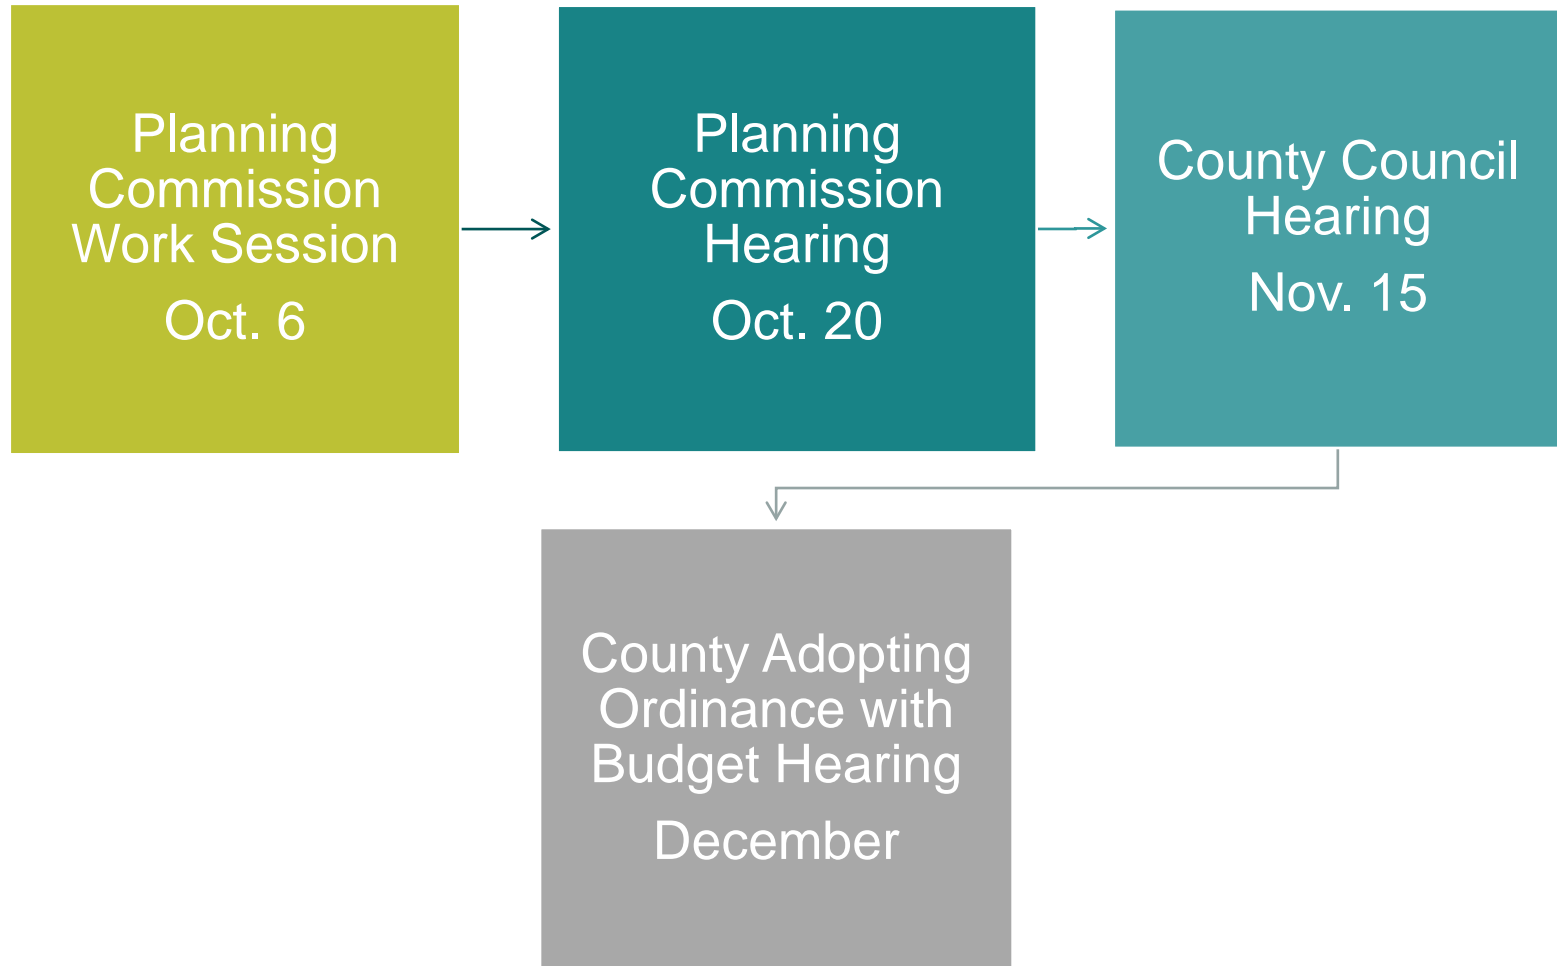 Planning
Commission
Work Session
Oct. 6
Planning
Commission
Hearing
Oct. 20
County Council
Hearing
Nov. 15
County Adopting
Ordinance with
Budget Hearing
December